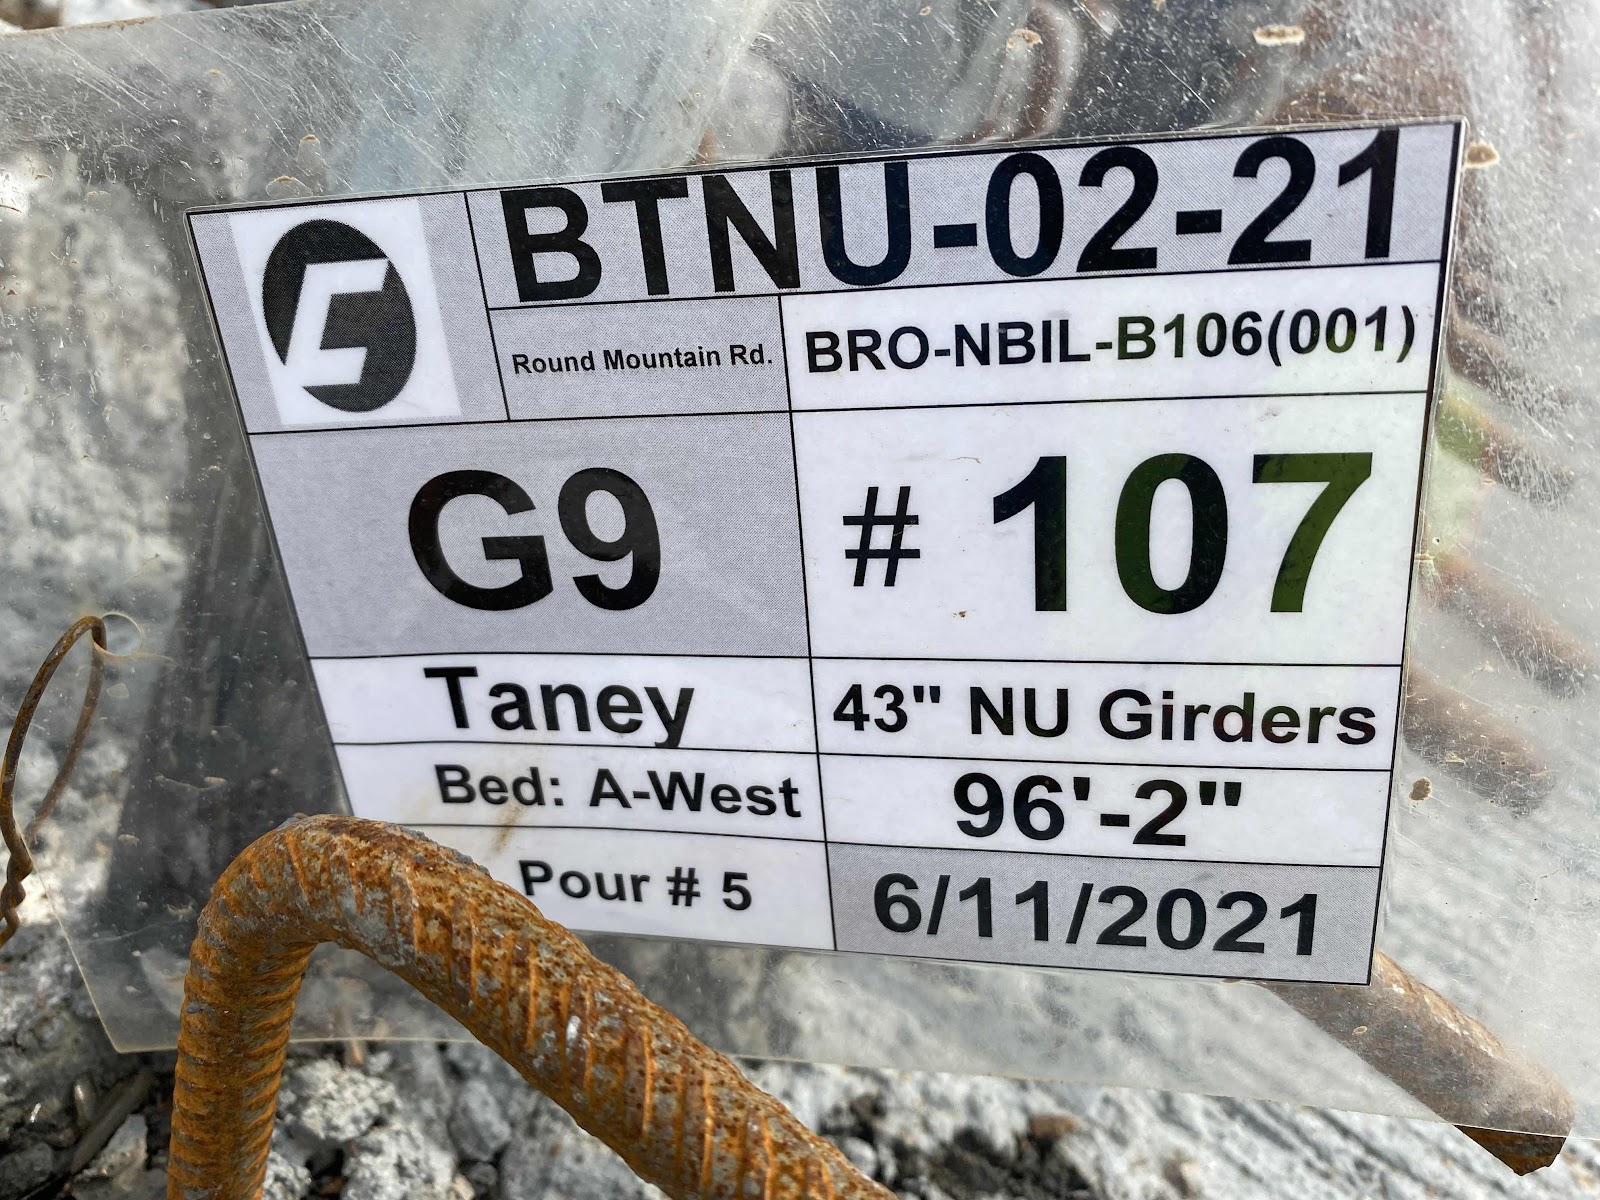 BTNU-02-21
Round Mountain Rd.
BRO-NBIL-B106(001)
G9
# 107
Taney
43" NU Girders
Bed: A-West
96'-2"
Pour # 5
6/11/2021